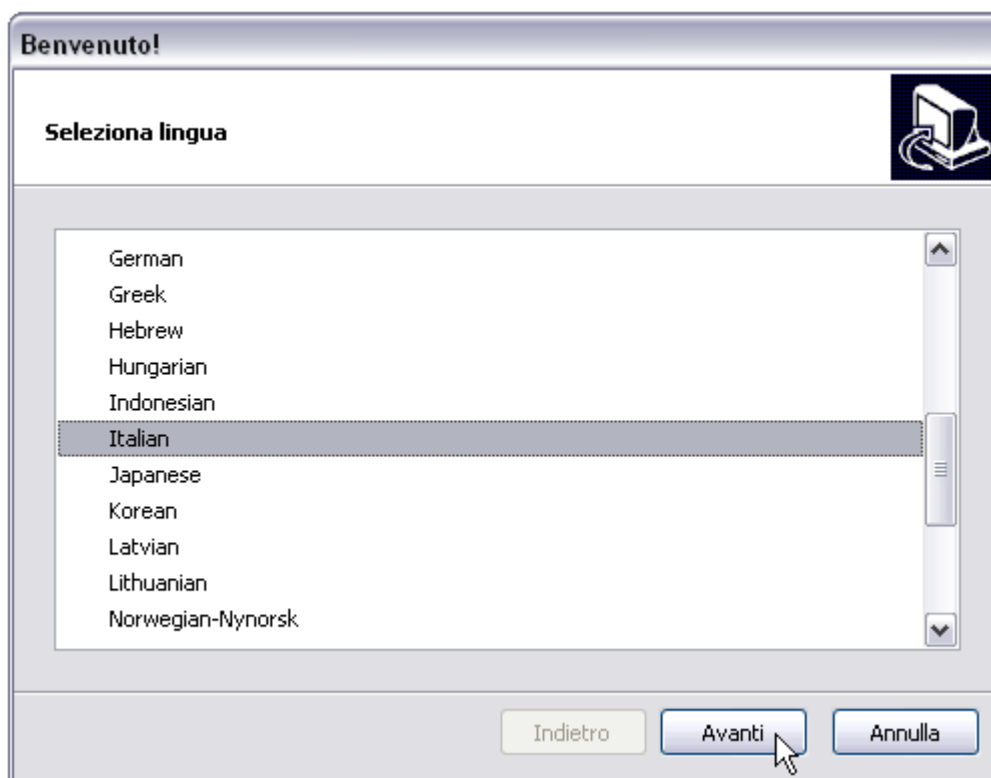 Benvenuto!
Seleziona lingua
German
Greek
Hebrew
Hungarian
Indonesian
Italian
Japanese
Korean
Latvian
Lithuanian
Norwegian-Nynorsk
Indietro Avanti Annulla